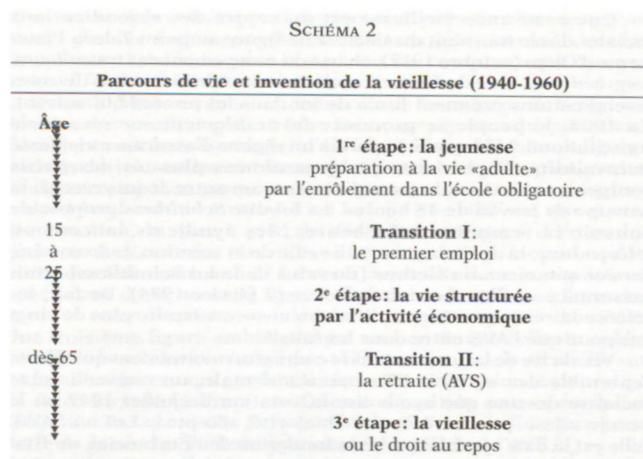 SCHÉMA 2
Parcours de vie et invention de la vieillesse (1940-1960)
Âge
1re étape : la jeunesse
préparation à la vie «adulte»
par l'enrôlement dans l'école obligatoire
15
à
25
Transition I :
le premier emploi
2e étape : la vie structurée
par l'activité économique
dès 65
Transition II :
la retraite (AVS)
3e étape : la vieillesse
ou le droit au repos